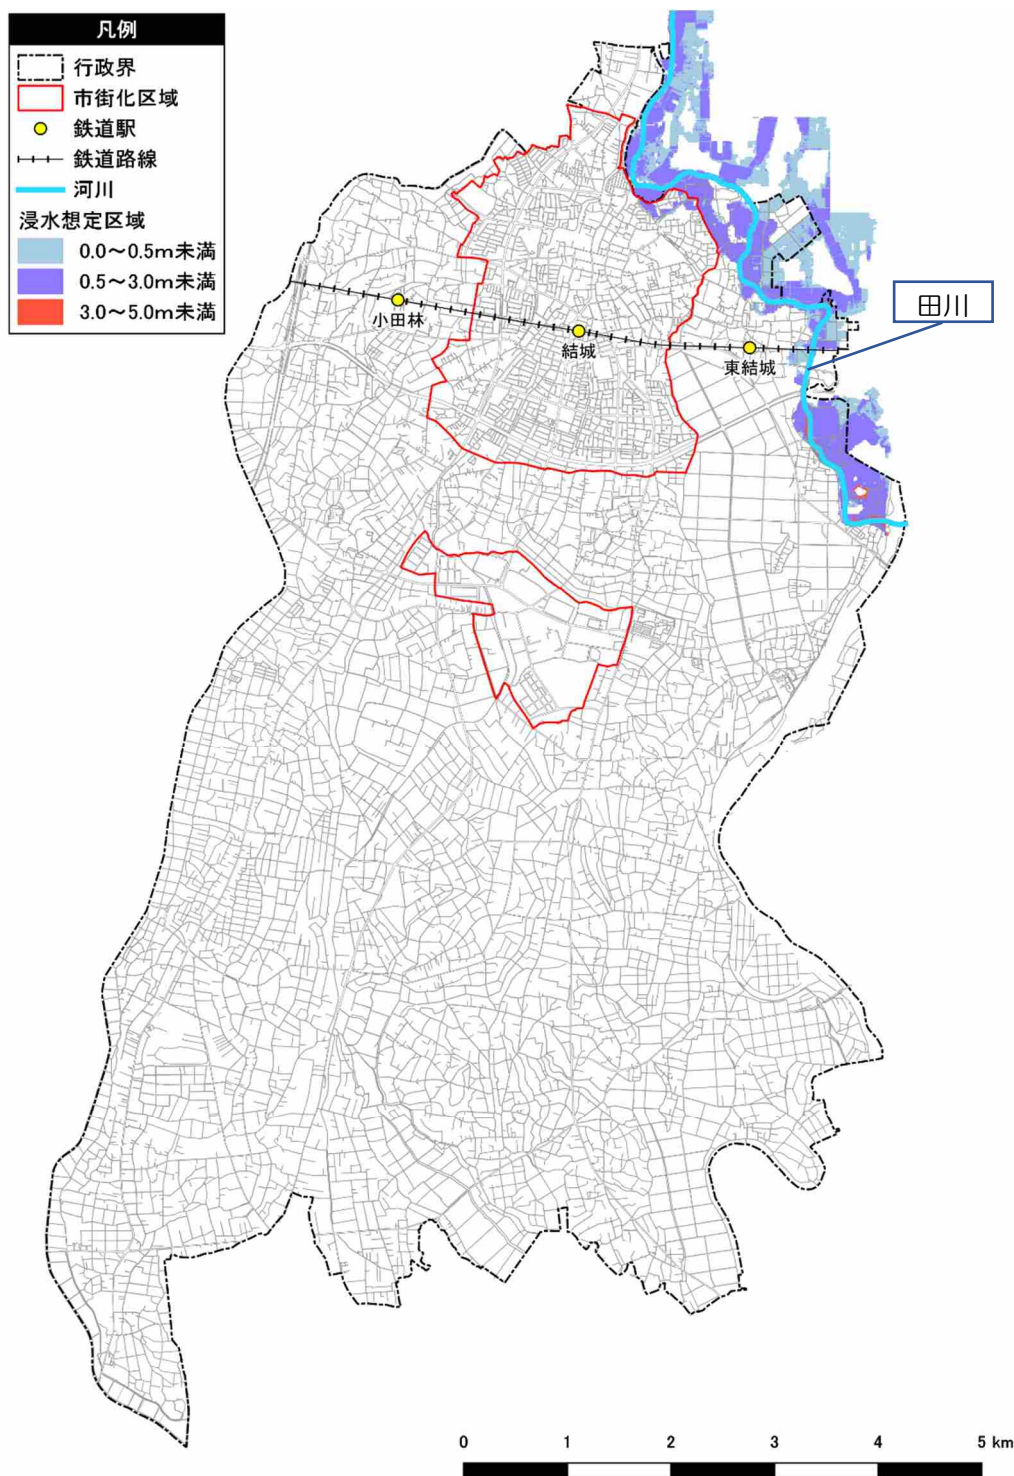 凡例
行政界
市街化区域
鉄道駅
鉄道路線
河川
浸水想定区域
0.0～0.5m未満
0.5～3.0m未満
3.0～5.0m未満
田川
小田林
結城
東結城
0 1 2 3 4 5 km